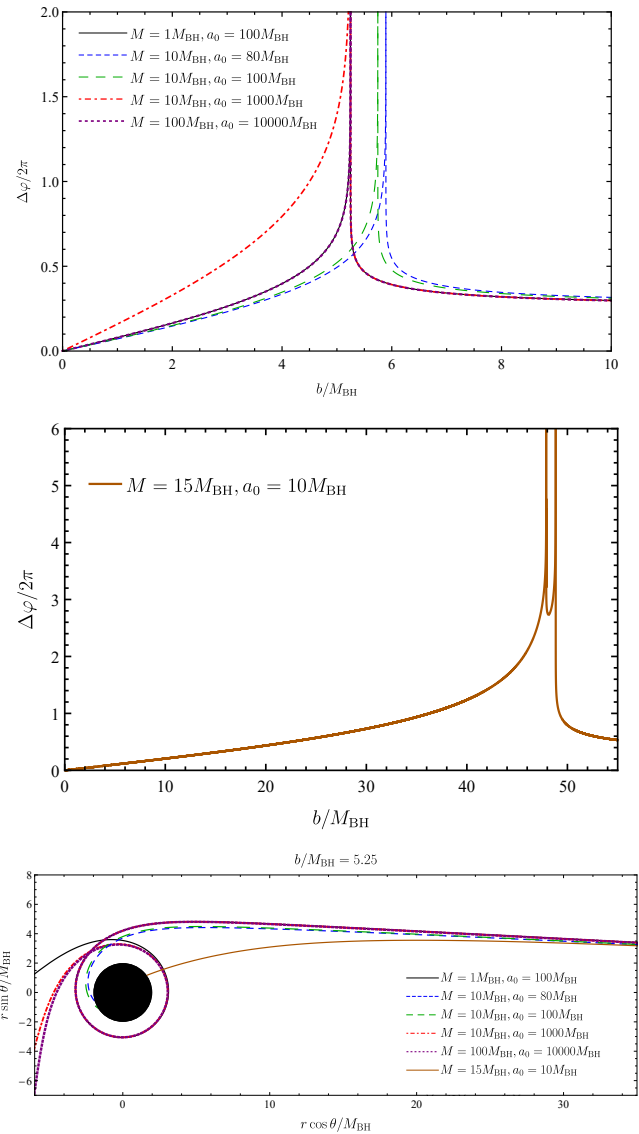 2.0
1.5
1.0
0.5
0.0
Δφ/2π
M = 1M_BH, a_0 = 100M_BH
M = 10M_BH, a_0 = 80M_BH
M = 10M_BH, a_0 = 100M_BH
M = 10M_BH, a_0 = 1000M_BH
M = 100M_BH, a_0 = 10000M_BH
0 2 4 6 8 10
b/M_BH
6
5
4
3
2
1
0
Δφ/2π
M = 15M_BH, a_0 = 10M_BH
0 10 20 30 40 50
b/M_BH
b/M_BH = 5.25
8
6
4
2
0
−2
−4
−6
r sin θ/M_BH
M = 1M_BH, a_0 = 100M_BH
M = 10M_BH, a_0 = 80M_BH
M = 10M_BH, a_0 = 100M_BH
M = 10M_BH, a_0 = 1000M_BH
M = 100M_BH, a_0 = 10000M_BH
M = 15M_BH, a_0 = 10M_BH
0 10 20 30
r cos θ/M_BH